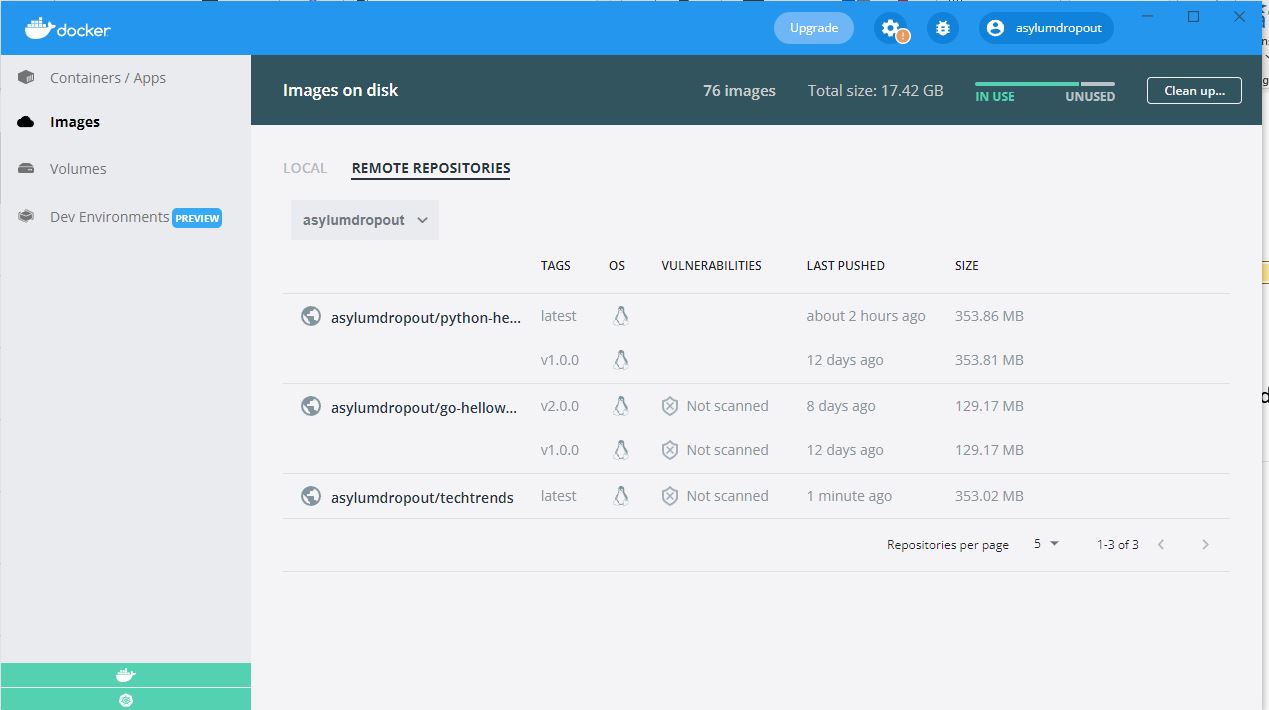 docker
Upgrade
asylumdropout
Containers / Apps
Images
Volumes
Dev Environments PREVIEW
Images on disk
76 images
Total size: 17.42 GB
IN USE
UNUSED
Clean up...
LOCAL
REMOTE REPOSITORIES
asylumdropout
TAGS OS VULNERABILITIES LAST PUSHED SIZE
asylumdropout/python-he... latest about 2 hours ago 353.86 MB
v1.0.0 12 days ago 353.81 MB
asylumdropout/go-hellow... v2.0.0 Not scanned 8 days ago 129.17 MB
v1.0.0 Not scanned 12 days ago 129.17 MB
asylumdropout/techtrends latest Not scanned 1 minute ago 353.02 MB
Repositories per page 5 1-3 of 3